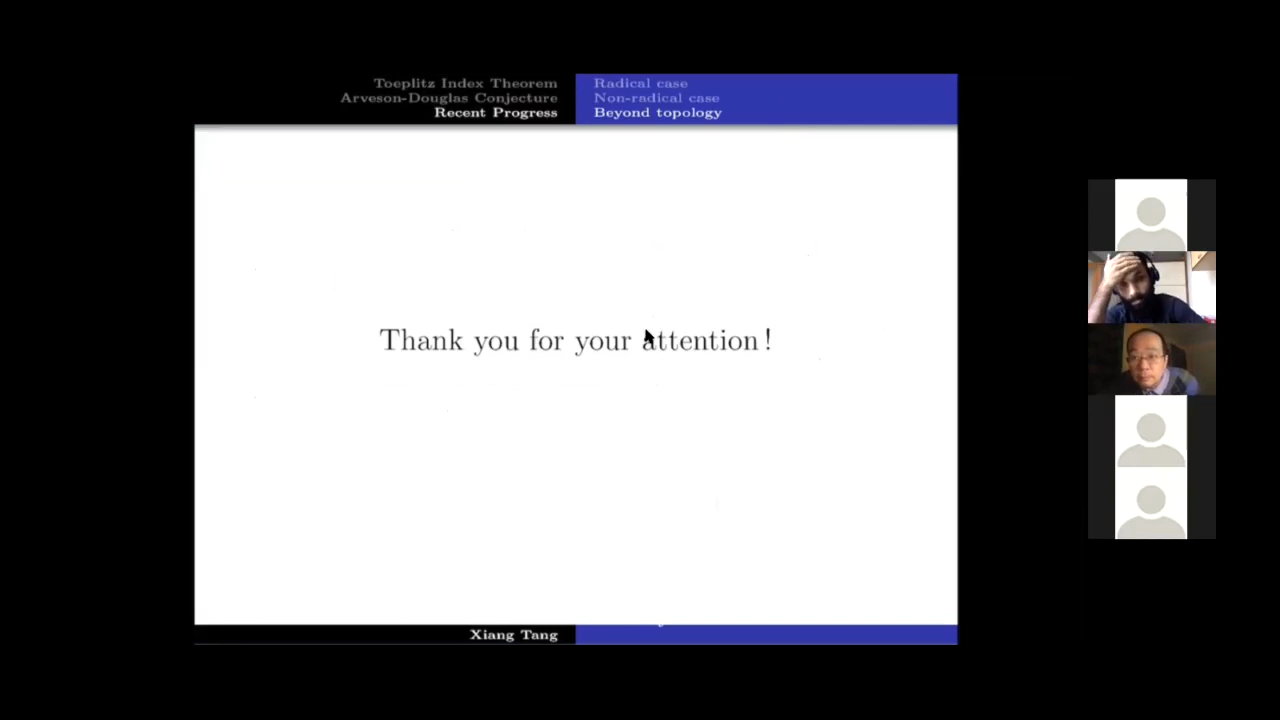 Toeplitz Index Theorem
Arveson-Douglas Conjecture
Recent Progress
Radical case
Non-radical case
Beyond topology
Thank you for your attention!
Xiang Tang